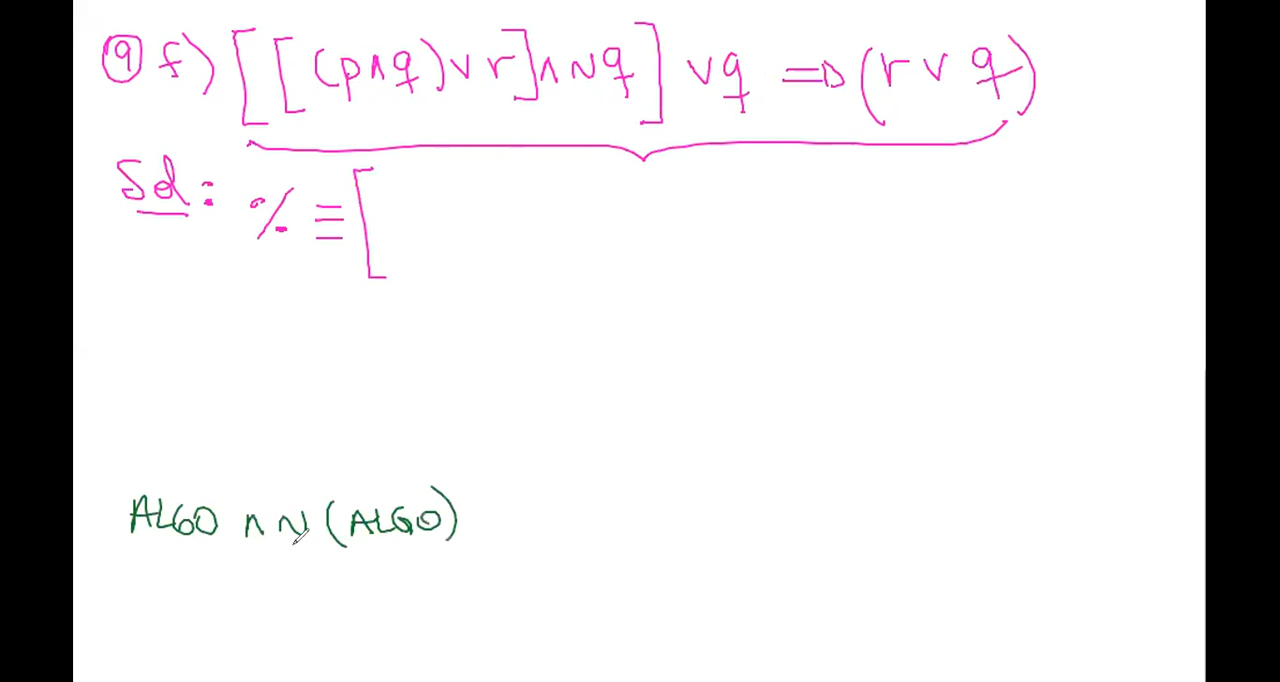 ⑨ f) [[(p∧q)∨r]∧~q]∨q ⇒ (r∨q)
Sol: % ≡ [
ALGO ∧ ~(ALGO)